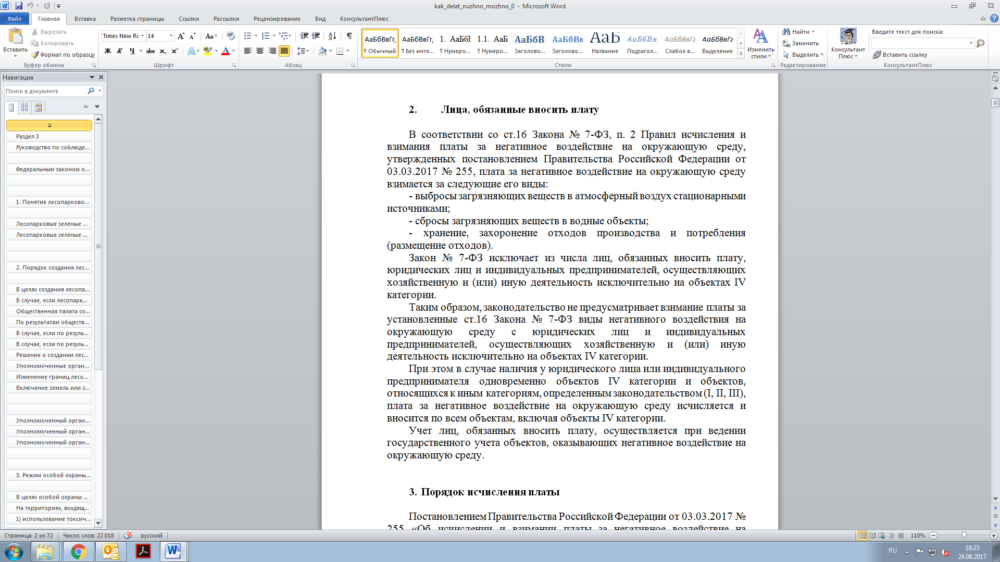 kak_delat_nuzhno_mozhno_0 - Microsoft Word
Файл Главная Вставка Разметка страницы Ссылки Рассылки Рецензирование Вид КонсультантПлюс
Вставить
Вырезать
Копировать
Формат по образцу
Буфер обмена
Times New Rc 14
Ж К Ч abc x₂ x²
Шрифт
Абзац
АаБбВвГг, АаБбВвГг, 1. АаБбІ 1.1. АаБ АаБбВ АаБбВв АаБ АаБбВв. АаБбВвГг АаБбВвГг
¶ Обычный ¶ Без инте... ¶ Нумеро... ¶ Нумеро... Заголово... Заголово... Название Подзагол... Слабое в... Выделение
Стили
Изменить стили
Найти
Заменить
Выделить
Редактирование
Консультант Плюс
Введите текст для поиска:
Вставить ссылку
КонсультантПлюс
Навигация
Поиск в документе
Раздел 3
Руководство по соблюде...
Федеральным законом о...
1. Понятие лесопарково...
Лесопарковые зеленые ...
Лесопарковые зеленые ...
2. Порядок создания лес...
В целях создания лесопа...
В случае, если лесопарк...
Общественная палата со...
По результатам обществ...
В случае, если по резуль...
В случае, если по резуль...
Решение о создании лес...
Уполномоченные орган...
Изменение границ лесо...
Включение земель или з...
Уполномоченный орган...
Уполномоченный орган...
Уполномоченный орган...
3. Режим особой охраны...
В целях особой охраны ...
На территориях, входящ...
1) использование токсич...
2. Лица, обязанные вносить плату
В соответствии со ст.16 Закона № 7-ФЗ, п. 2 Правил исчисления и
взимания платы за негативное воздействие на окружающую среду,
утвержденных постановлением Правительства Российской Федерации от
03.03.2017 № 255, плата за негативное воздействие на окружающую среду
взимается за следующие его виды:
- выбросы загрязняющих веществ в атмосферный воздух стационарными
источниками;
- сбросы загрязняющих веществ в водные объекты;
- хранение, захоронение отходов производства и потребления
(размещение отходов).
Закон № 7-ФЗ исключает из числа лиц, обязанных вносить плату,
юридических лиц и индивидуальных предпринимателей, осуществляющих
хозяйственную и (или) иную деятельность исключительно на объектах IV
категории.
Таким образом, законодательство не предусматривает взимание платы за
установленные ст.16 Закона № 7-ФЗ виды негативного воздействия на
окружающую среду с юридических лиц и индивидуальных
предпринимателей, осуществляющих хозяйственную и (или) иную
деятельность исключительно на объектах IV категории.
При этом в случае наличия у юридического лица или индивидуального
предпринимателя одновременно объектов IV категории и объектов,
относящихся к иным категориям, определенным законодательством (I, II, III),
плата за негативное воздействие на окружающую среду исчисляется и
вносится по всем объектам, включая объекты IV категории.
Учет лиц, обязанных вносить плату, осуществляется при ведении
государственного учета объектов, оказывающих негативное воздействие на
окружающую среду.
3. Порядок исчисления платы
Постановлением Правительства Российской Федерации от 03.03.2017 №
255 «Об исчислении и взимании платы за негативное воздействие на
Страница: 2 из 72 Число слов: 22 018 русский
110%
RU
18:23
24.08.2017